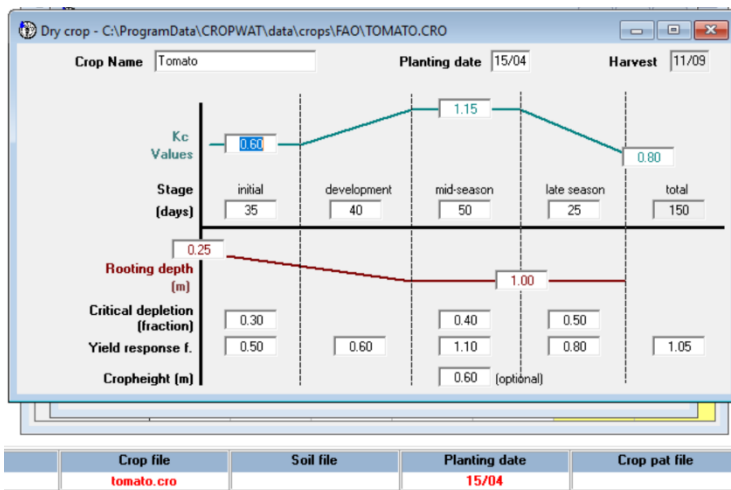 Dry crop - C:\ProgramData\CROPWAT\data\crops\FAO\TOMATO.CRO
Crop Name Tomato Planting date 15/04 Harvest 11/09
1.15
Kc
Values
0.60
0.80
Stage initial development mid-season late season total
(days) 35 40 50 25 150
0.25
Rooting depth
(m)
1.00
Critical depletion
(fraction) 0.30 0.40 0.50
Yield response f. 0.50 0.60 1.10 0.80 1.05
Cropheight (m) 0.60 (optional)
Crop file Soil file Planting date Crop pat file
tomato.cro 15/04